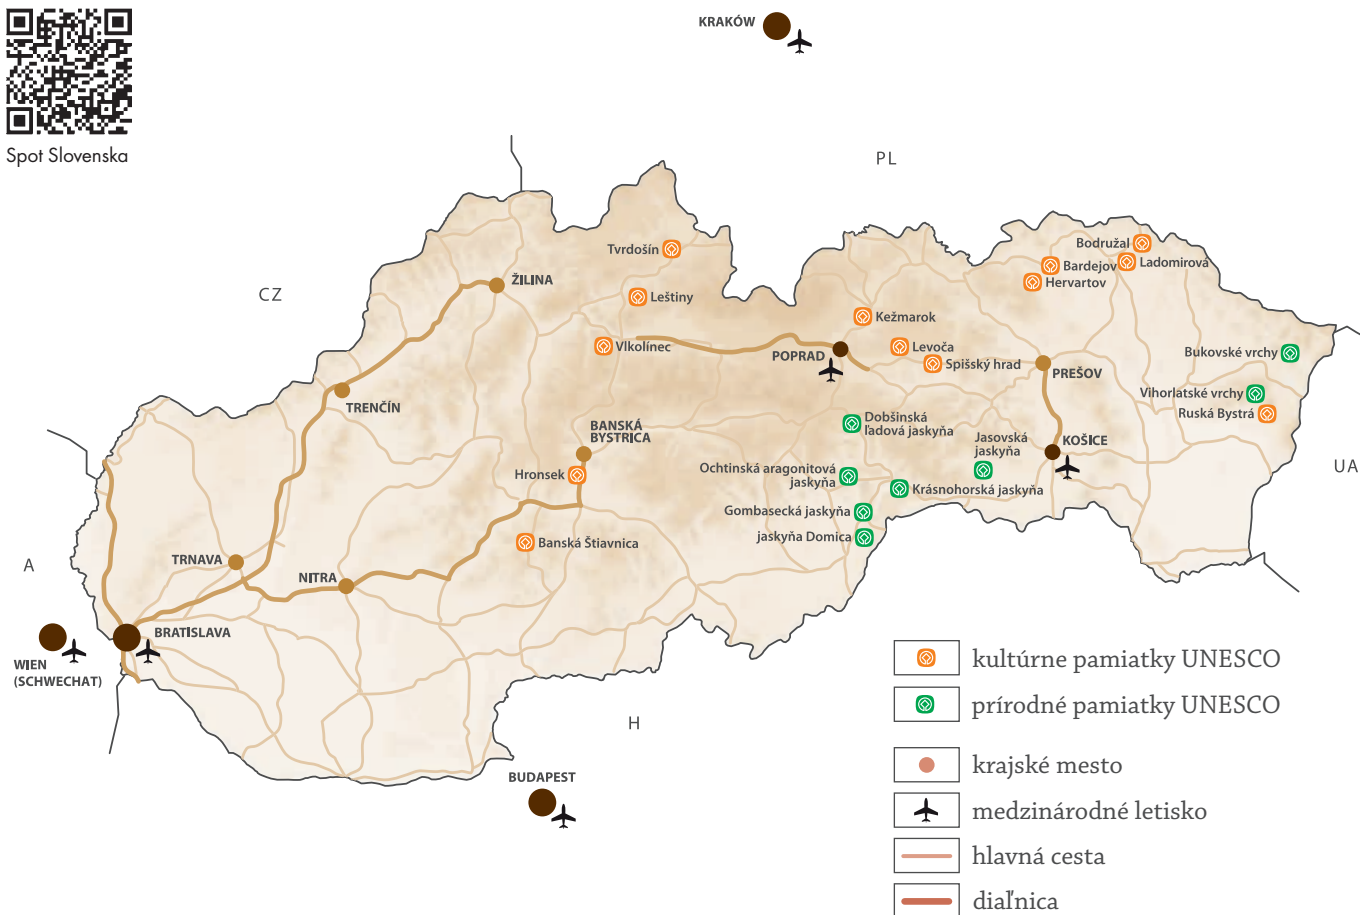 KRAKÓW
Spot Slovenska
PL
CZ
Tvrdošín
Bodružal
Bardejov
Ladomirová
Hervartov
ŽILINA
Leštiny
Kežmarok
Vlkolínec
Levoča
POPRAD
Spišský hrad
Bukovské vrchy
PREŠOV
TRENČÍN
Vihorlatské vrchy
Ruská Bystrá
Dobšinská
ľadová jaskyňa
BANSKÁ
BYSTRICA
Jasovská
jaskyňa
KOŠICE
UA
Hronsek
Ochtinská aragonitová
jaskyňa
Krásnohorská jaskyňa
Gombasecká jaskyňa
jaskyňa Domica
Banská Štiavnica
A
TRNAVA
NITRA
BRATISLAVA
WIEN
(SCHWECHAT)
H
BUDAPEST
kultúrne pamiatky UNESCO
prírodné pamiatky UNESCO
krajské mesto
medzinárodné letisko
hlavná cesta
diaľnica